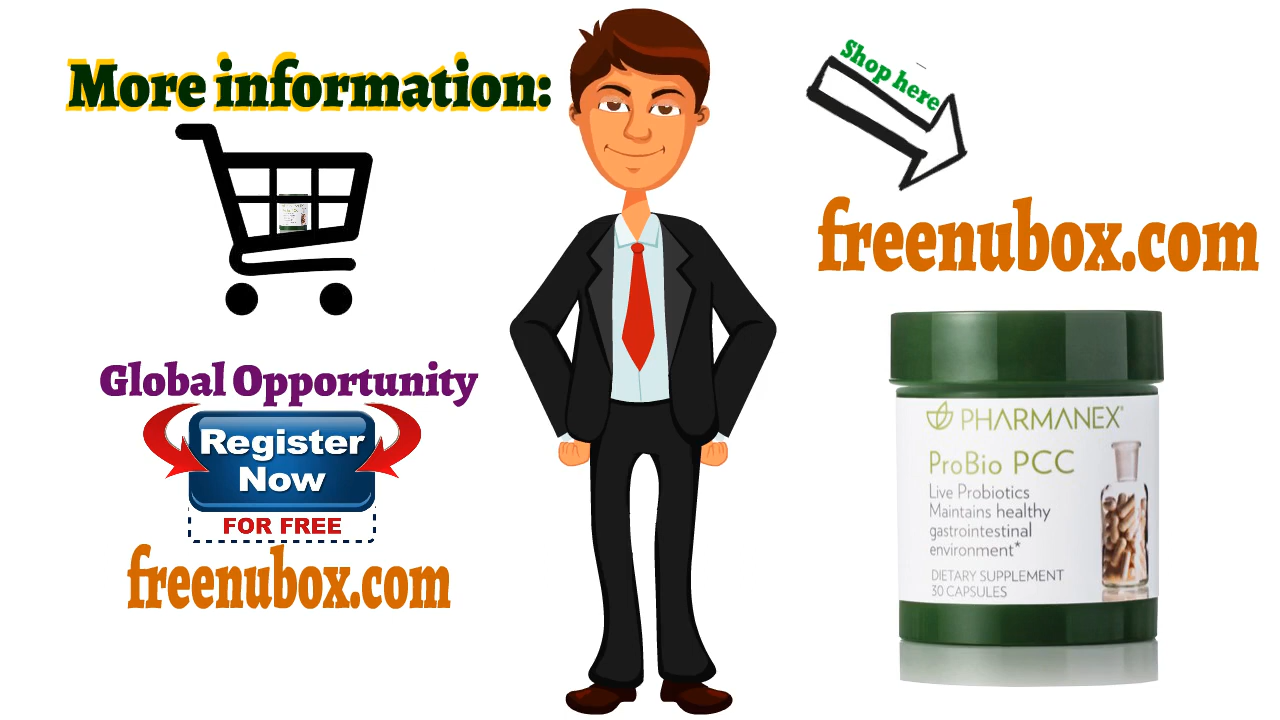 More information:
Global Opportunity
Register
Now
FOR FREE
freenubox.com
Shop here
freenubox.com
PHARMANEX®
ProBio PCC
Live Probiotics
Maintains healthy
gastrointestinal
environment*
DIETARY SUPPLEMENT
30 CAPSULES